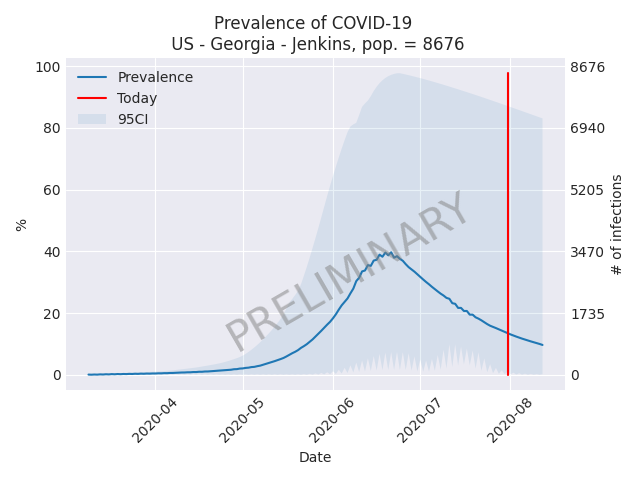 Prevalence of COVID-19
US - Georgia - Jenkins, pop. = 8676
100
80
60
40
20
0
%
8676
6940
5205
3470
1735
0
# of infections
Prevalence
Today
95CI
PRELIMINARY
2020-04
2020-05
2020-06
2020-07
2020-08
Date